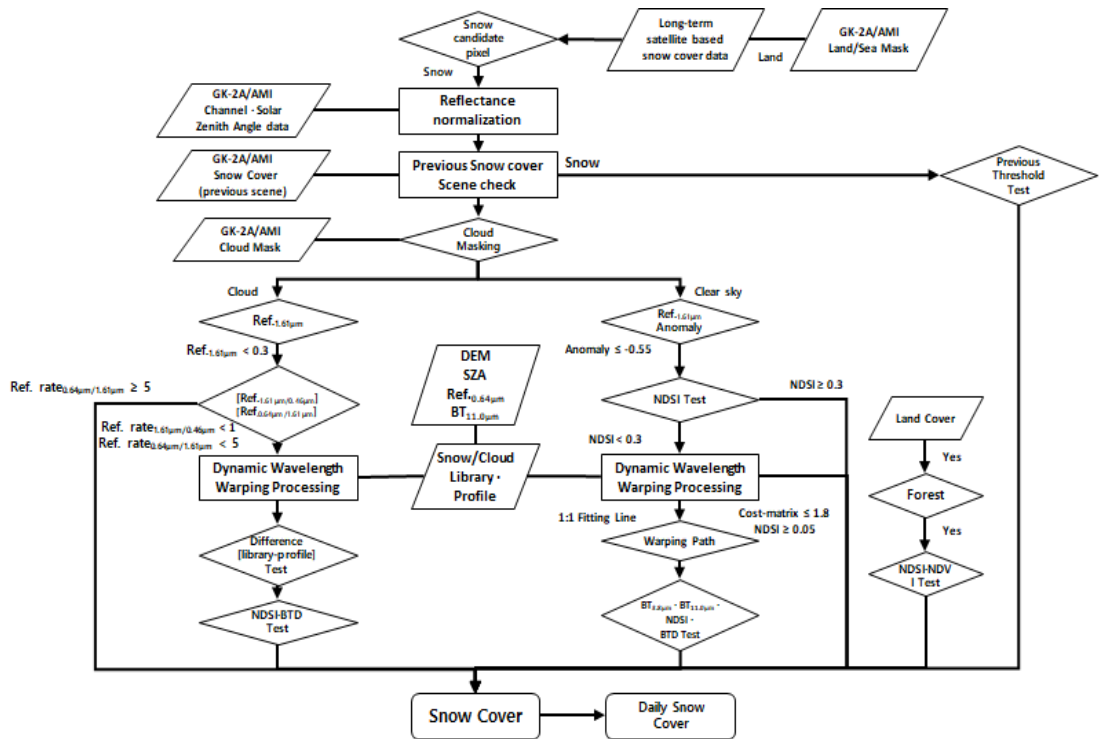 Snow
candidate
pixel
Long-term
satellite based
snow cover data
Land
GK-2A/AMI
Land/Sea Mask
Snow
GK-2A/AMI
Channel · Solar
Zenith Angle data
Reflectance
normalization
GK-2A/AMI
Snow Cover
(previous scene)
Previous Snow cover
Scene check
Snow
Previous
Threshold
Test
GK-2A/AMI
Cloud Mask
Cloud
Masking
Cloud
Clear sky
Ref.1.61μm
Ref.1.61μm
Anomaly
Ref.1.61μm < 0.3
Anomaly ≤ -0.55
DEM
SZA
Ref.0.64μm
BT11.0μm
Ref. rate0.64μm/1.61μm ≥ 5
[Ref.1.61μm/0.46μm]
[Ref.0.64μm/1.61μm]
NDSI Test
NDSI ≥ 0.3
Ref. rate1.61μm/0.46μm < 1
Ref. rate0.64μm/1.61μm < 5
NDSI < 0.3
Land Cover
Yes
Dynamic Wavelength
Warping Processing
Snow/Cloud
Library ·
Profile
Dynamic Wavelength
Warping Processing
Forest
1:1 Fitting Line
Cost-matrix ≤ 1.8
NDSI ≥ 0.05
Yes
Difference
[library-profile]
Test
Warping Path
NDSI-NDV
I Test
NDSI-BTD
Test
BT3.8μm · BT11.0μm ·
NDSI ·
BTD Test
Snow Cover
Daily Snow
Cover